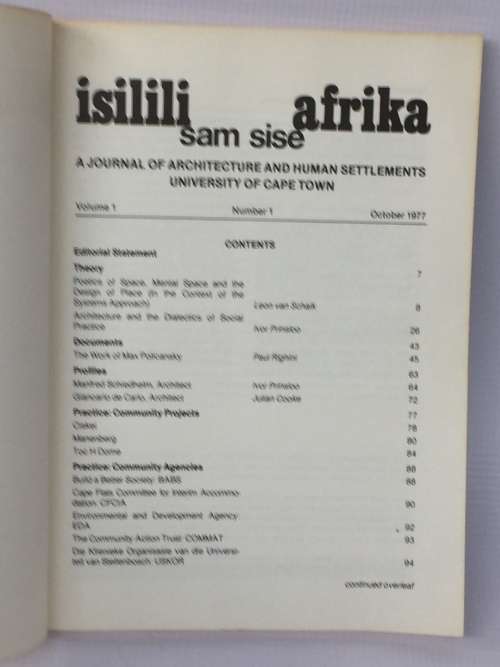 isilili afrika
sam sise
A JOURNAL OF ARCHITECTURE AND HUMAN SETTLEMENTS
UNIVERSITY OF CAPE TOWN
Volume 1 Number 1 October 1977
CONTENTS
Editorial Statement
Theory 7
Poetics of Space, Mental Space and the
Design of Place (In the Context of the
Systems Approach) Leon van Schaik 8
Architecture and the Dialectics of Social
Practice Ivor Prinsloo 26
Documents 43
The Work of Max Policansky Paul Righini 45
Profiles 63
Manfred Schiedhelm, Architect Ivor Prinsloo 64
Giancarlo de Carlo, Architect Julian Cooke 72
Practice: Community Projects 77
Ciskei 78
Manenberg 80
Toc H Dome 84
Practice: Community Agencies 88
Build a Better Society: BABS 88
Cape Flats Committee for Interim Accommo-
dation: CFCIA 90
Environmental and Development Agency:
EDA 92
The Community Action Trust: COMMAT 93
Die Kliniekse Organisasie van die Universi-
teit van Stellenbosch: USKOR 94
continued overleaf